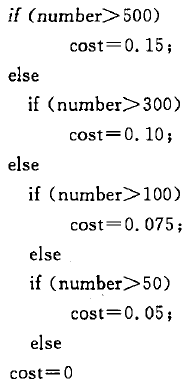 if (number>500)
cost=0.15;
else
if (number>300)
cost=0.10;
else
if (number>100)
cost=0.075;
else
if (number>50)
cost=0.05;
else
cost=0